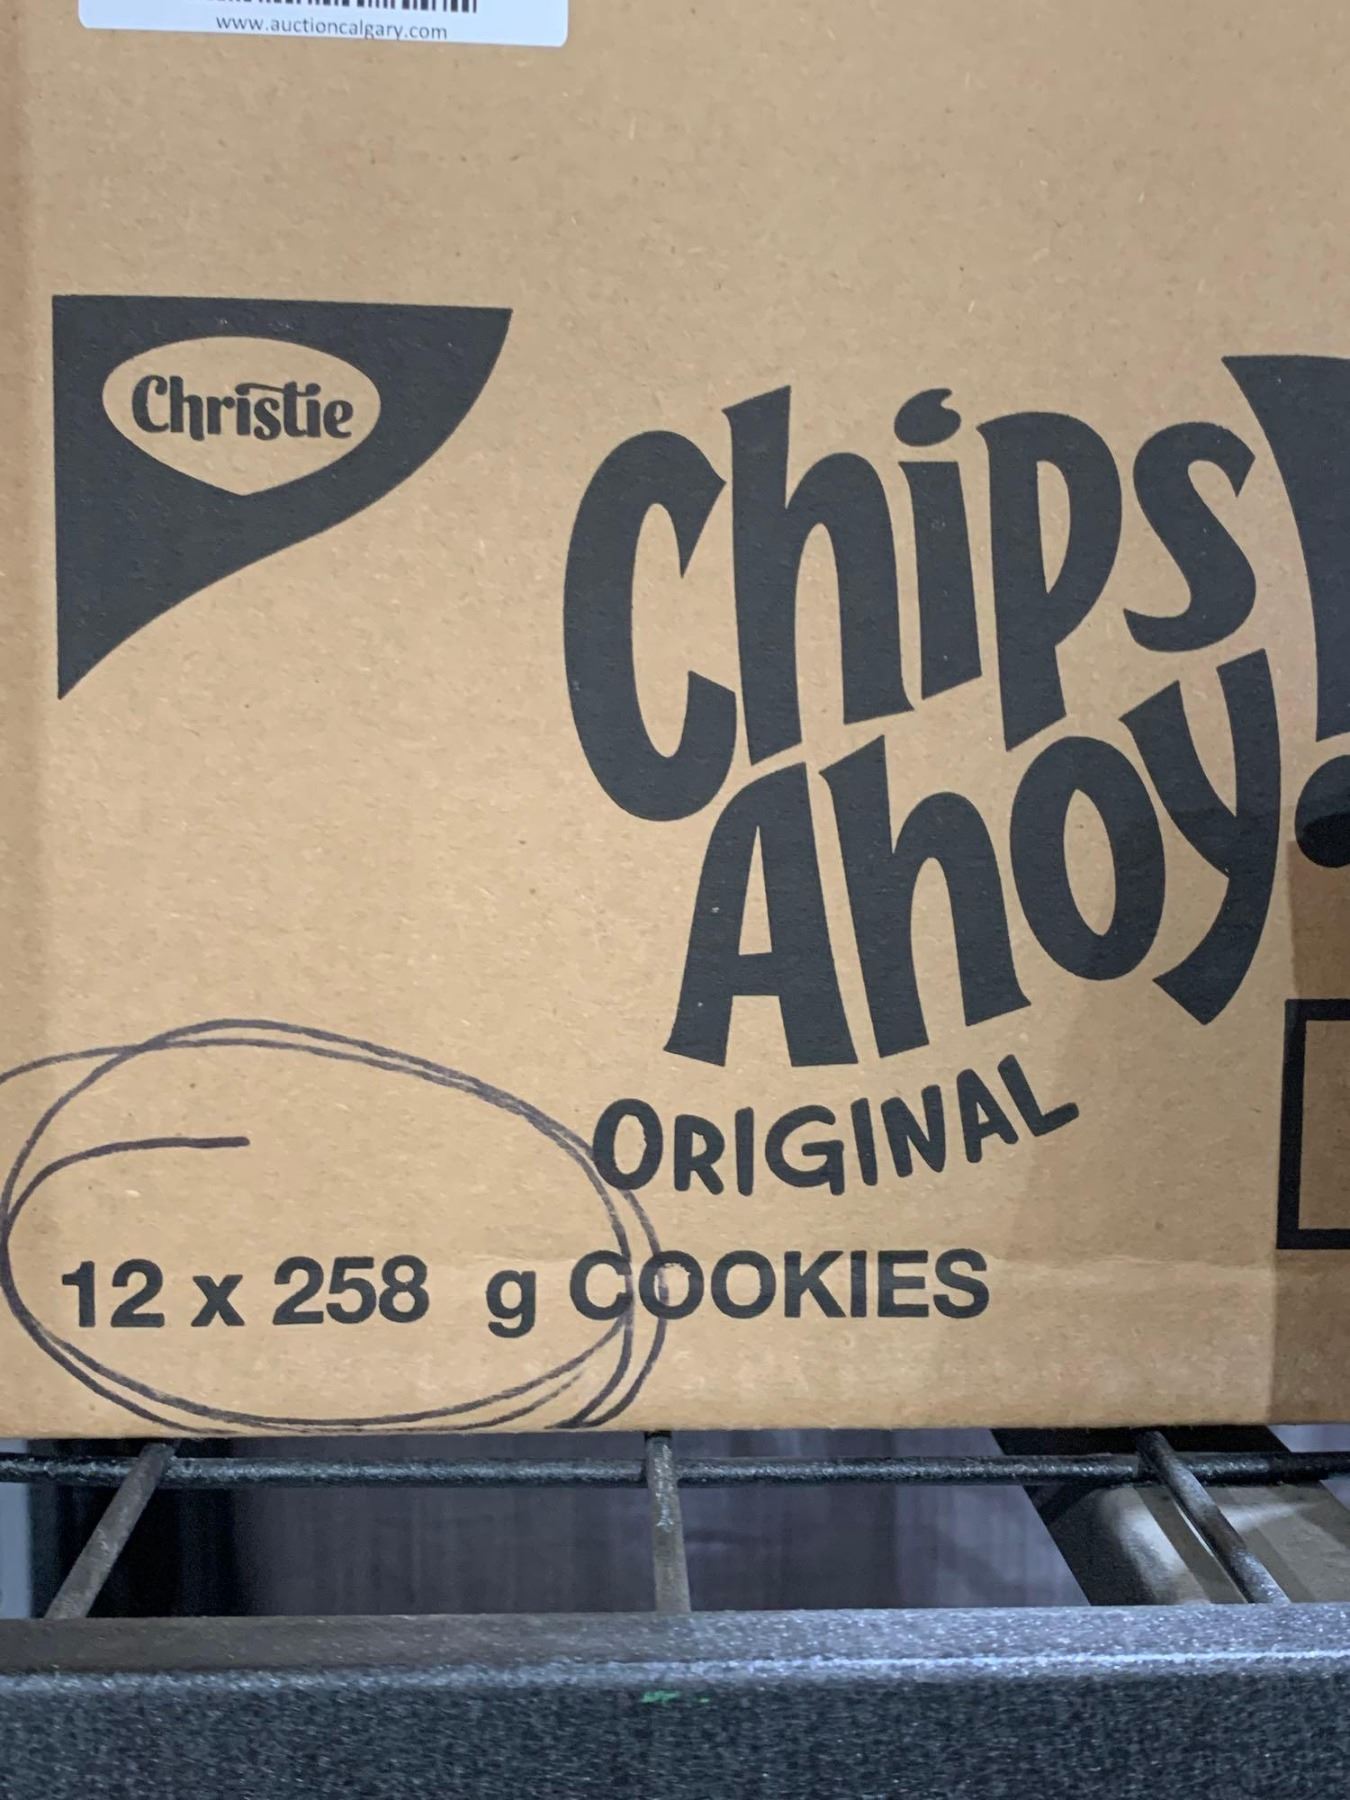 www.auctioncalgary.com
Christie
Chips
Ahoy!
ORIGINAL
12 x 258 g COOKIES